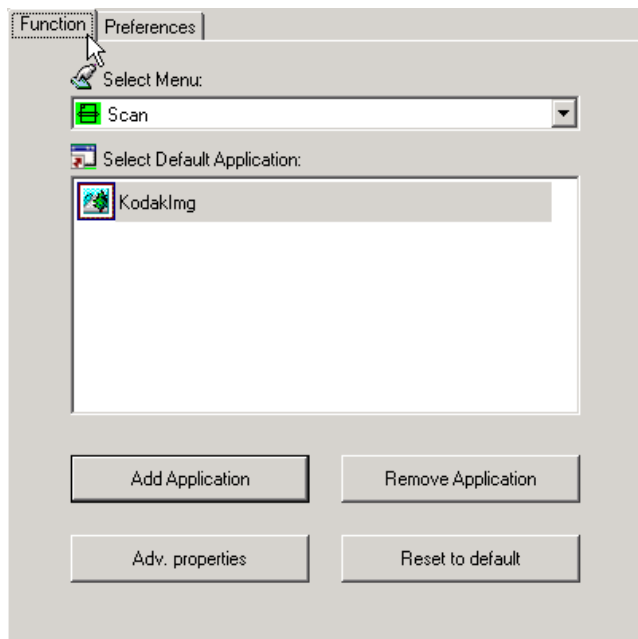 Function Preferences
Select Menu:
Scan
Select Default Application:
KodakImg
Add Application Remove Application
Adv. properties Reset to default